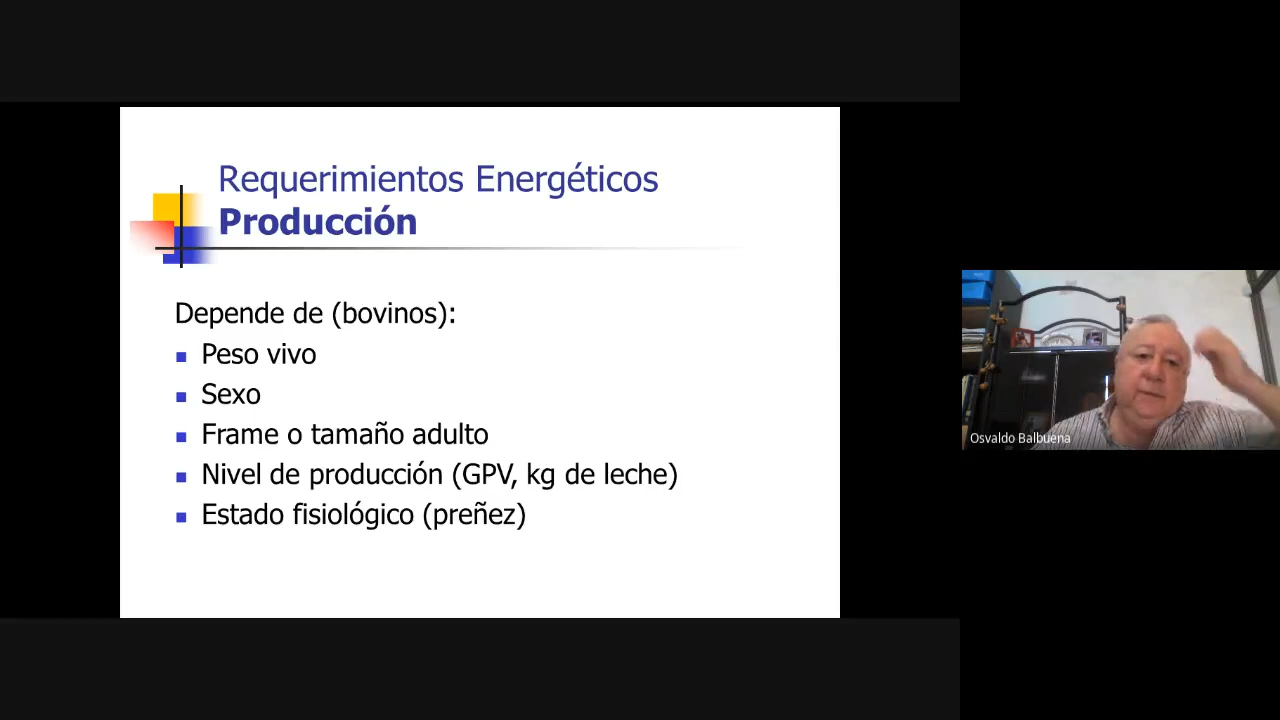 Requerimientos Energéticos
Producción
Depende de (bovinos):
Peso vivo
Sexo
Frame o tamaño adulto
Nivel de producción (GPV, kg de leche)
Estado fisiológico (preñez)
Osvaldo Balbuena